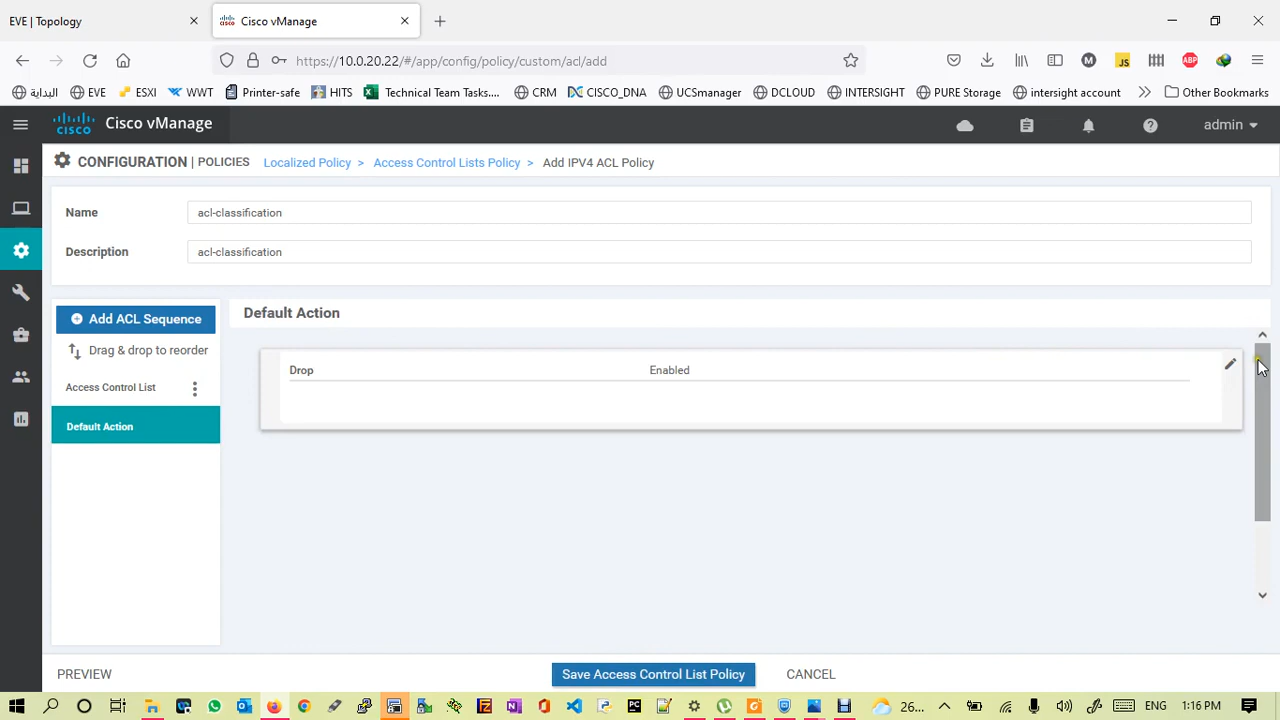 EVE | Topology
Cisco vManage
https://10.0.20.22/#/app/config/policy/custom/acl/add
البداية
EVE
ESXI
WWT
Printer-safe
HITS
Technical Team Tasks....
CRM
CISCO_DNA
UCSmanager
DCLOUD
INTERSIGHT
PURE Storage
intersight account
Other Bookmarks
M
JS
ABP
cisco
Cisco vManage
admin
CONFIGURATION | POLICIES Localized Policy > Access Control Lists Policy > Add IPV4 ACL Policy
Name acl-classification
Description acl-classification
Add ACL Sequence
Drag & drop to reorder
Access Control List
Default Action
Default Action
Drop Enabled
PREVIEW
Save Access Control List Policy
CANCEL
26...
ENG
1:16 PM